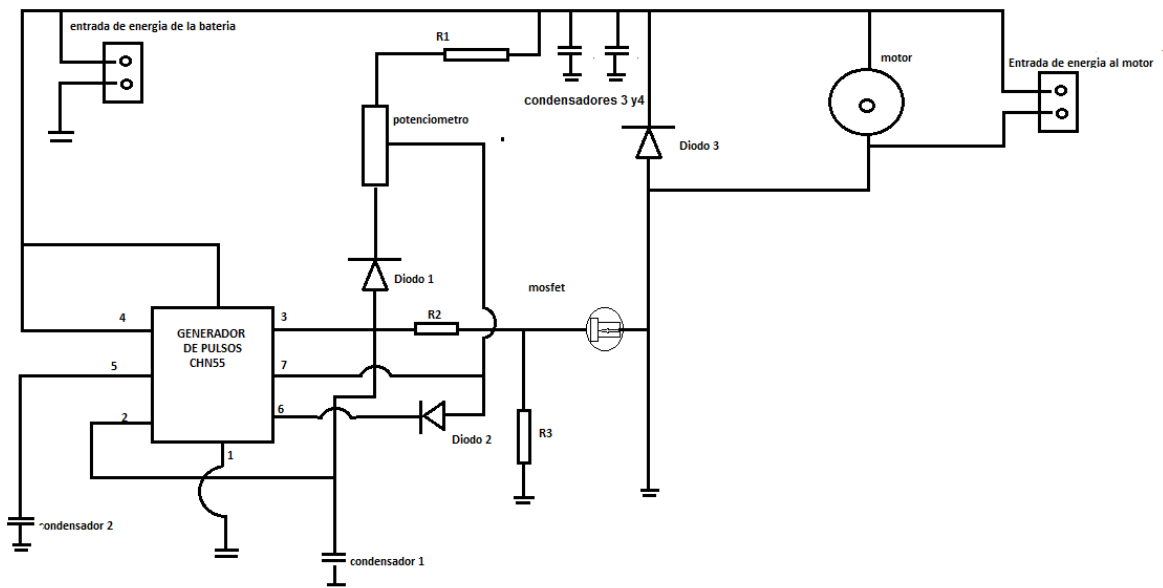 entrada de energia de la bateria
R1
condensadores 3 y4
motor
Entrada de energia al motor
potenciometro
Diodo 3
Diodo 1
mosfet
4
GENERADOR
DE PULSOS
CHN55
3
R2
5
7
2
6
Diodo 2
R3
1
condensador 2
condensador 1